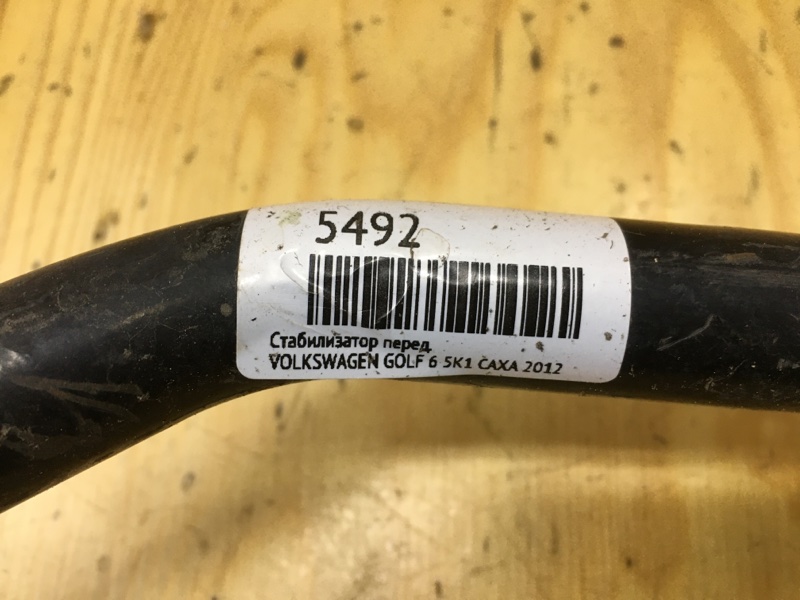 5492
Стабилизатор перед.
VOLKSWAGEN GOLF 6 5K1 CAXA 2012